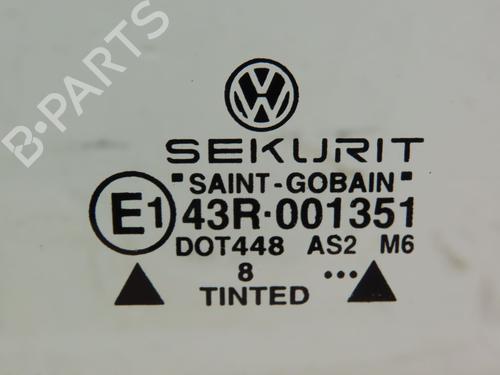 B-PARTS
SEKURIT
"SAINT-GOBAIN"
E1 43R-001351
DOT448 AS2 M6
8 ...
TINTED